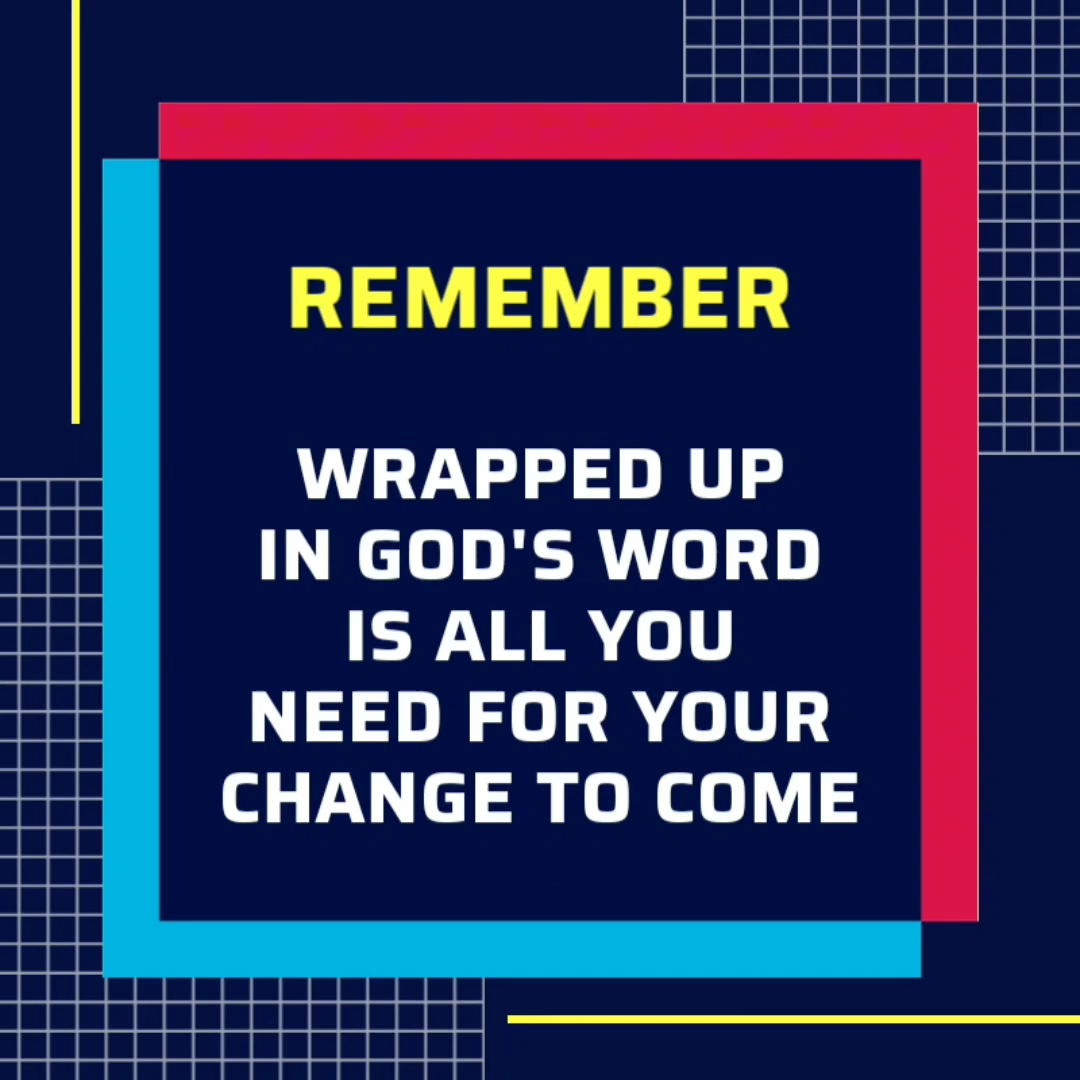 REMEMBER
WRAPPED UP
IN GOD'S WORD
IS ALL YOU
NEED FOR YOUR
CHANGE TO COME